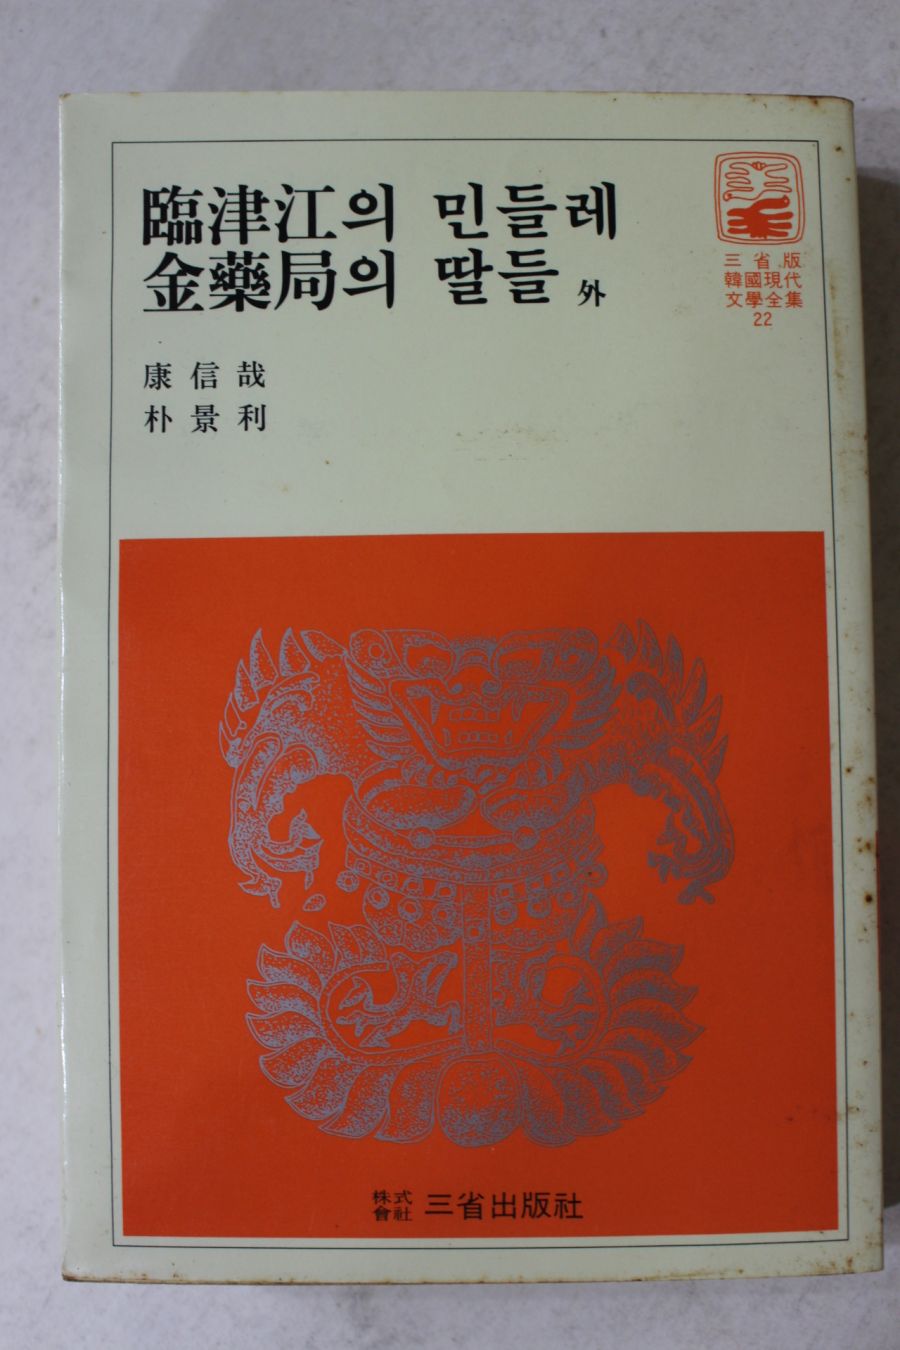 臨津江의 민들레
金藥局의 딸들 外
康信哉
朴景利
三省版
韓國現代
文學全集
22
株式會社 三省出版社